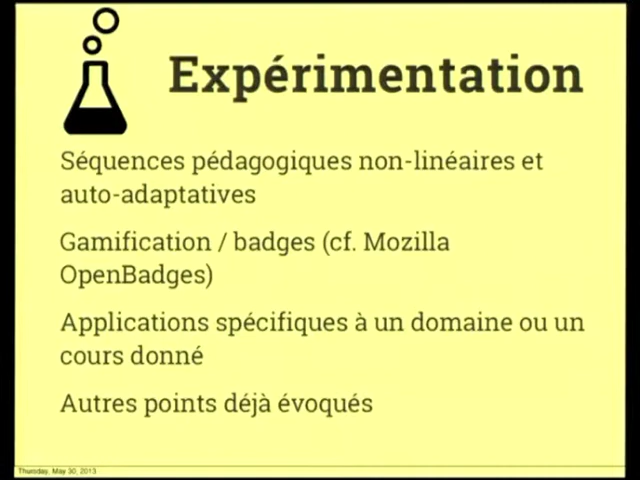 Expérimentation
Séquences pédagogiques non-linéaires et
auto-adaptatives
Gamification / badges (cf. Mozilla
OpenBadges)
Applications spécifiques à un domaine ou un
cours donné
Autres points déjà évoqués
Thursday, May 30, 2013